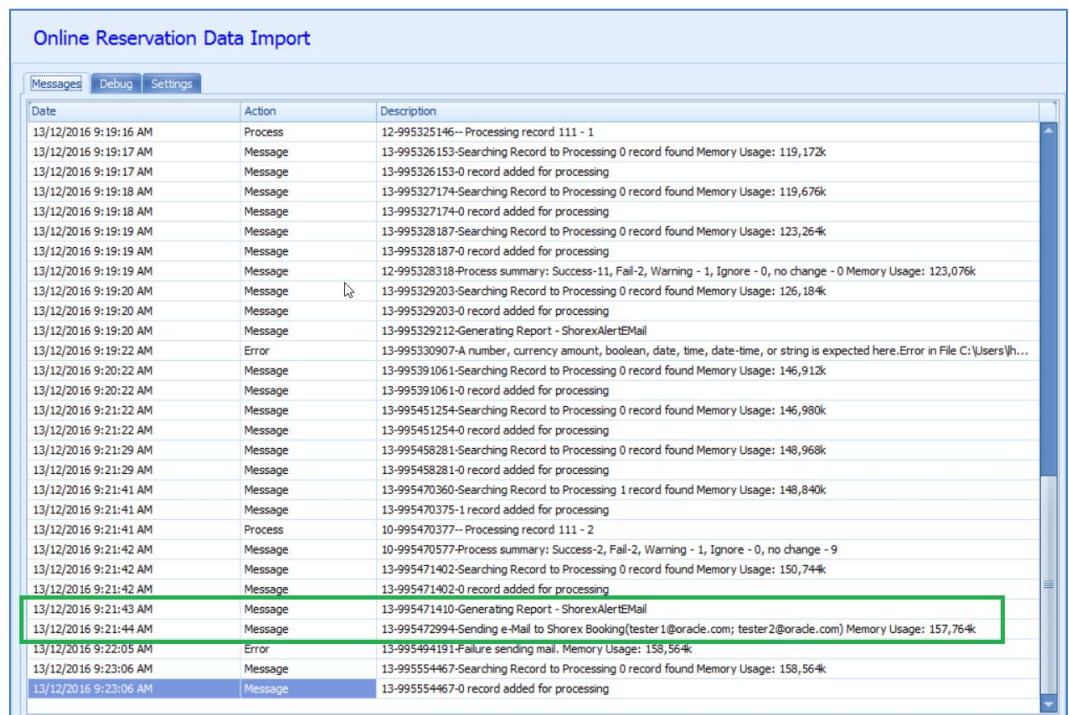 Online Reservation Data Import
Messages Debug Settings
Date Action Description
13/12/2016 9:19:16 AM Process 12-995325146-- Processing record 111 - 1
13/12/2016 9:19:17 AM Message 13-995326153-Searching Record to Processing 0 record found Memory Usage: 119,172k
13/12/2016 9:19:17 AM Message 13-995326153-0 record added for processing
13/12/2016 9:19:18 AM Message 13-995327174-Searching Record to Processing 0 record found Memory Usage: 119,676k
13/12/2016 9:19:18 AM Message 13-995327174-0 record added for processing
13/12/2016 9:19:19 AM Message 13-995328187-Searching Record to Processing 0 record found Memory Usage: 123,264k
13/12/2016 9:19:19 AM Message 13-995328187-0 record added for processing
13/12/2016 9:19:19 AM Message 12-995328318-Process summary: Success-11, Fail-2, Warning - 1, Ignore - 0, no change - 0 Memory Usage: 123,076k
13/12/2016 9:19:20 AM Message 13-995329203-Searching Record to Processing 0 record found Memory Usage: 126,184k
13/12/2016 9:19:20 AM Message 13-995329203-0 record added for processing
13/12/2016 9:19:20 AM Message 13-995329212-Generating Report - ShorexAlertEMail
13/12/2016 9:19:22 AM Error 13-995330907-A number, currency amount, boolean, date, time, date-time, or string is expected here.Error in File C:\Users\lh...
13/12/2016 9:20:22 AM Message 13-995391061-Searching Record to Processing 0 record found Memory Usage: 146,912k
13/12/2016 9:20:22 AM Message 13-995391061-0 record added for processing
13/12/2016 9:21:22 AM Message 13-995451254-Searching Record to Processing 0 record found Memory Usage: 146,980k
13/12/2016 9:21:22 AM Message 13-995451254-0 record added for processing
13/12/2016 9:21:29 AM Message 13-995458281-Searching Record to Processing 0 record found Memory Usage: 148,968k
13/12/2016 9:21:29 AM Message 13-995458281-0 record added for processing
13/12/2016 9:21:41 AM Message 13-995470360-Searching Record to Processing 1 record found Memory Usage: 148,840k
13/12/2016 9:21:41 AM Message 13-995470375-1 record added for processing
13/12/2016 9:21:41 AM Process 10-995470377-- Processing record 111 - 2
13/12/2016 9:21:42 AM Message 10-995470577-Process summary: Success-2, Fail-2, Warning - 1, Ignore - 0, no change - 9
13/12/2016 9:21:42 AM Message 13-995471402-Searching Record to Processing 0 record found Memory Usage: 150,744k
13/12/2016 9:21:42 AM Message 13-995471402-0 record added for processing
13/12/2016 9:21:43 AM Message 13-995471410-Generating Report - ShorexAlertEMail
13/12/2016 9:21:44 AM Message 13-995472994-Sending e-Mail to Shorex Booking(tester1@oracle.com; tester2@oracle.com) Memory Usage: 157,764k
13/12/2016 9:22:05 AM Error 13-995494191-Failure sending mail. Memory Usage: 158,564k
13/12/2016 9:23:06 AM Message 13-995554467-Searching Record to Processing 0 record found Memory Usage: 158,564k
13/12/2016 9:23:06 AM Message 13-995554467-0 record added for processing